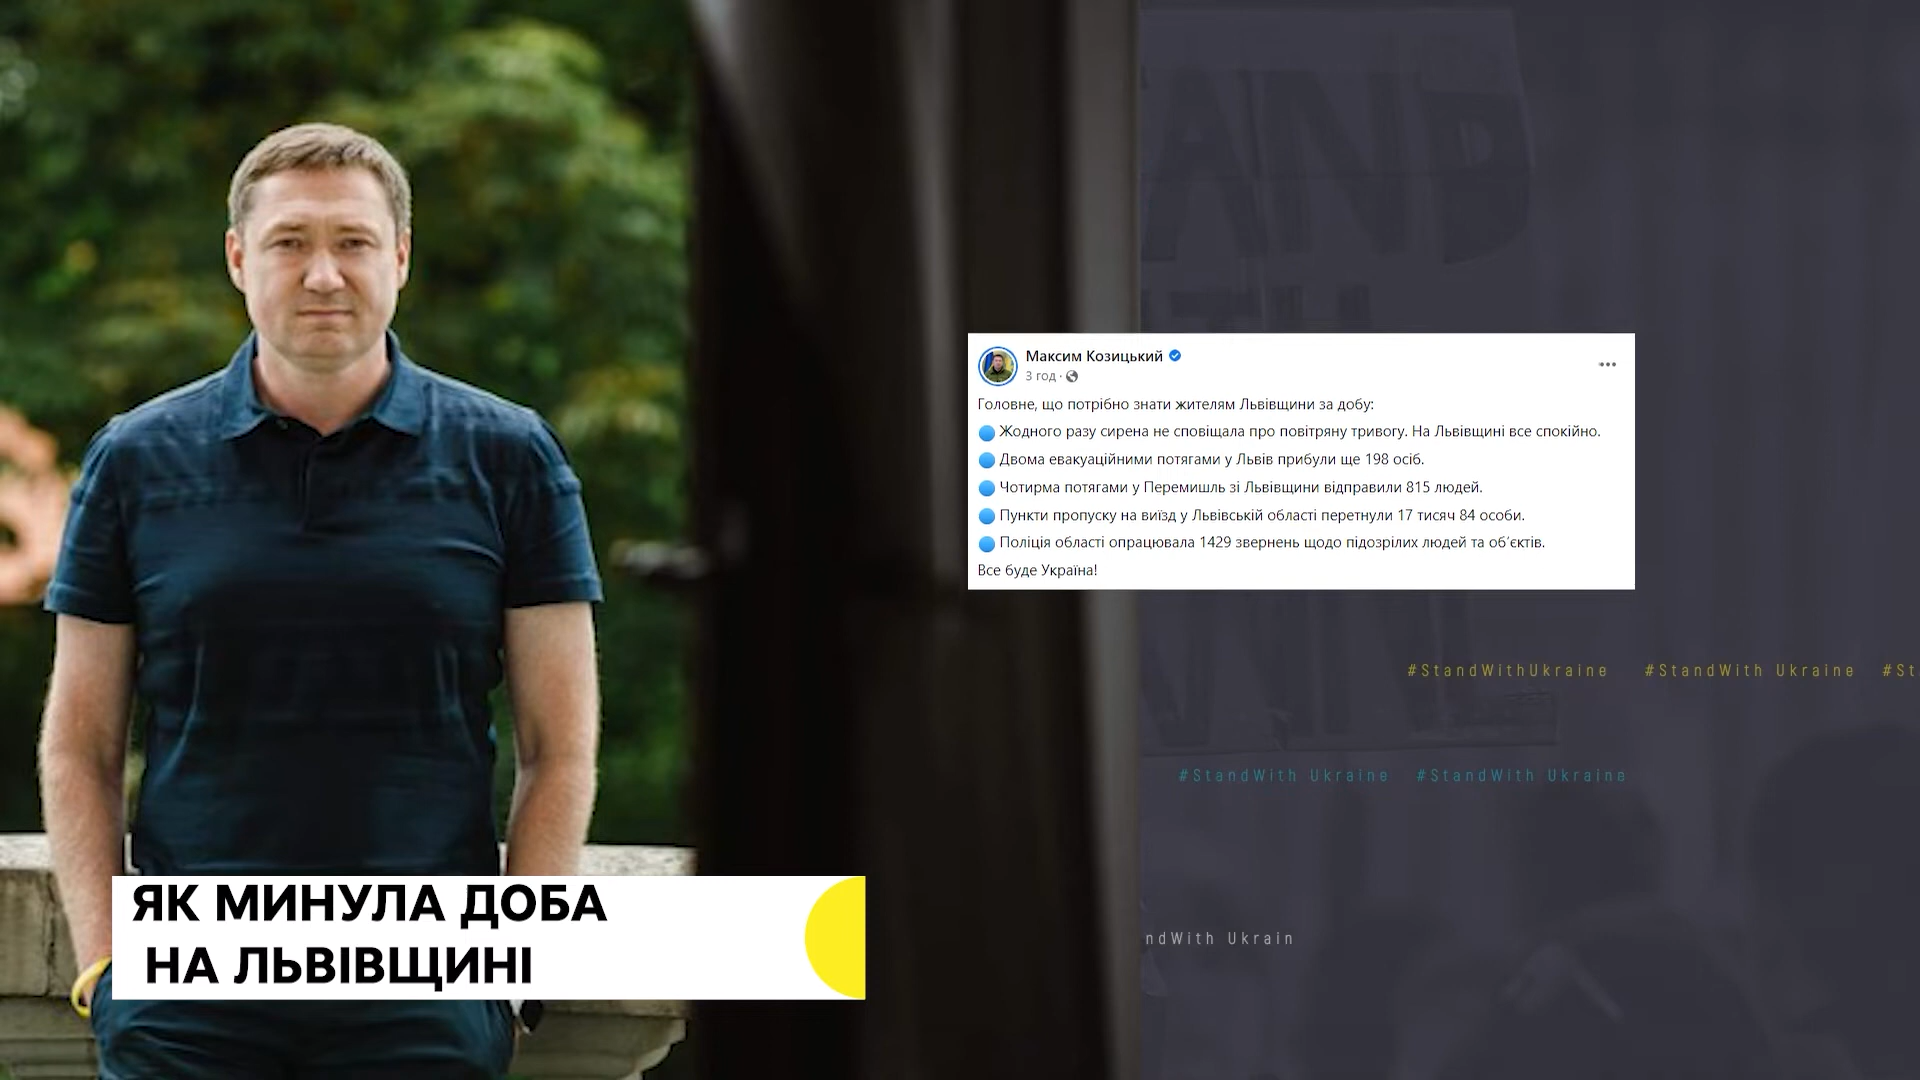 Максим Козицький
3 год ·
Головне, що потрібно знати жителям Львівщини за добу:
Жодного разу сирена не сповіщала про повітряну тривогу. На Львівщині все спокійно.
Двома евакуаційними потягами у Львів прибули ще 198 осіб.
Чотирма потягами у Перемишль зі Львівщини відправили 815 людей.
Пункти пропуску на виїзд у Львівській області перетнули 17 тисяч 84 особи.
Поліція області опрацювала 1429 звернень щодо підозрілих людей та об’єктів.
Все буде Україна!
#StandWithUkraine #StandWith Ukraine #St
#StandWith Ukraine #StandWith Ukraine
ndWith Ukrain
ЯК МИНУЛА ДОБА
НА ЛЬВІВЩИНІ